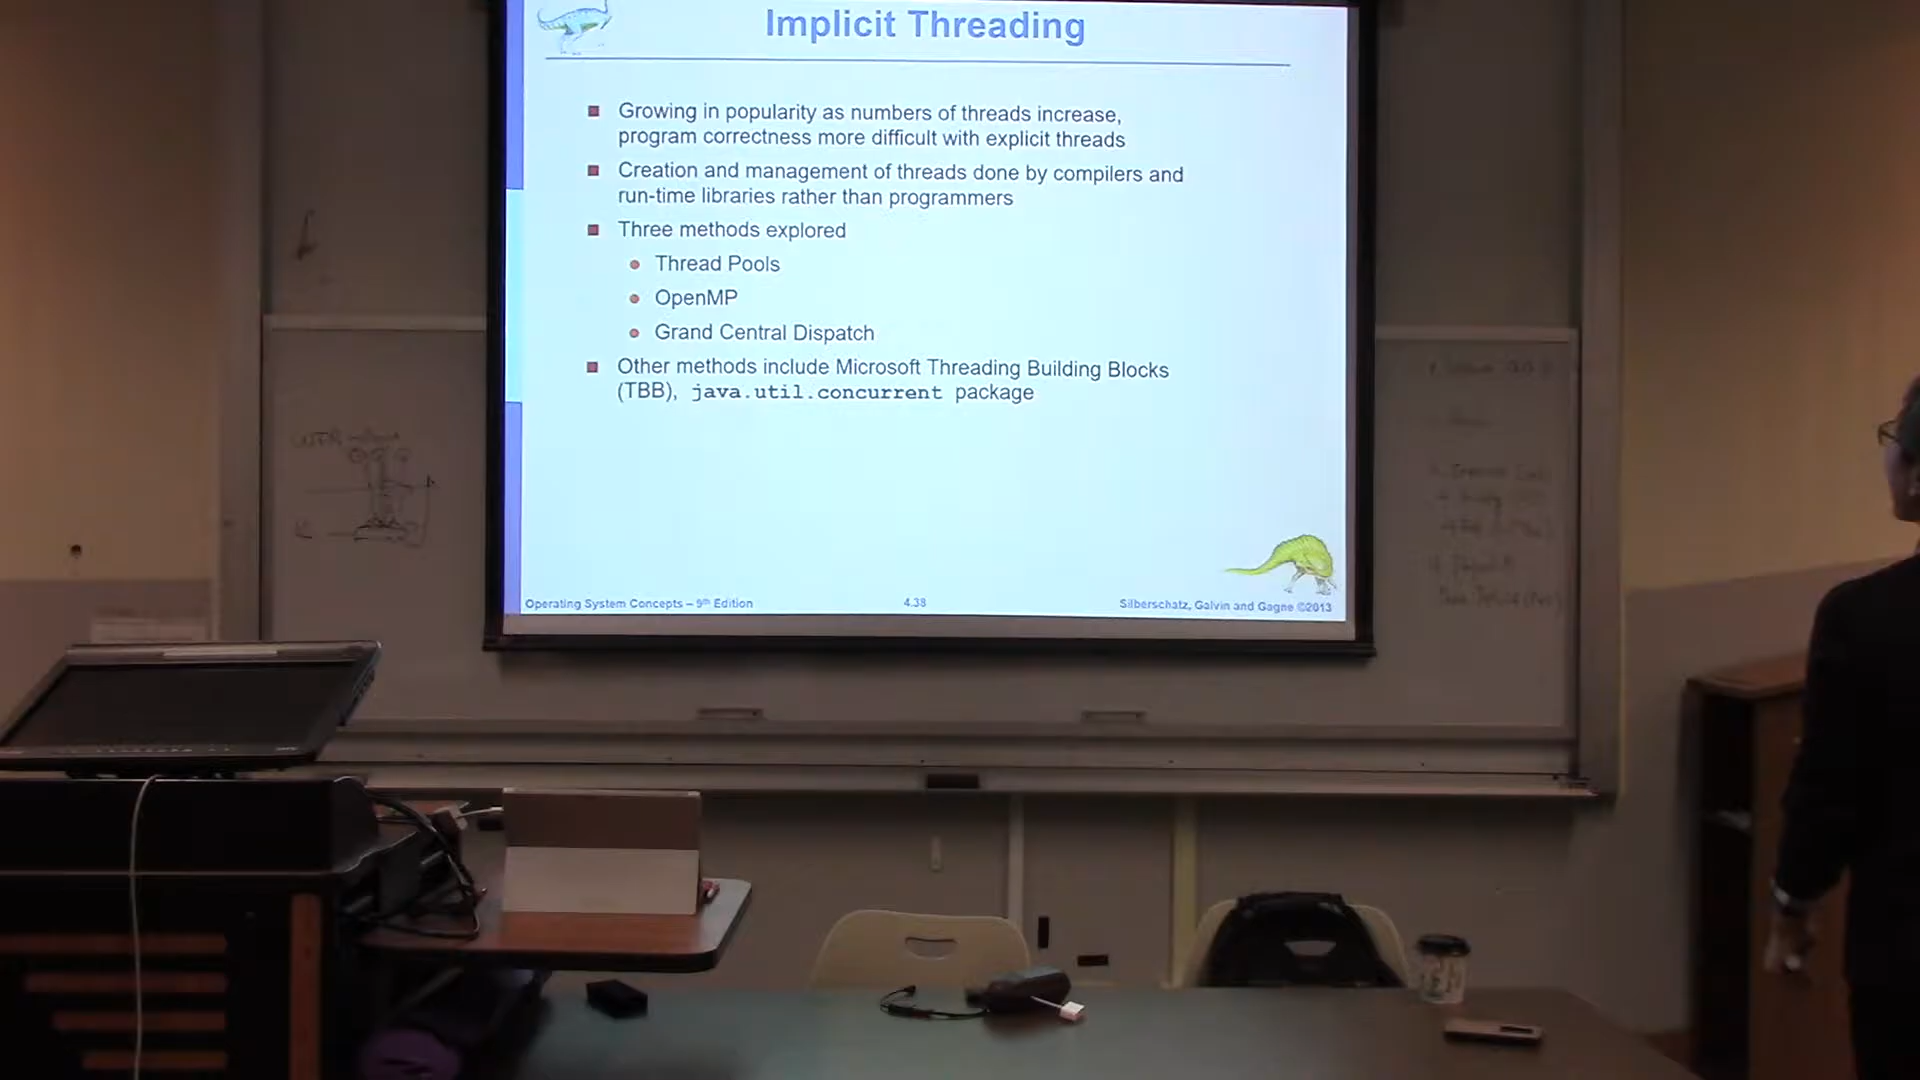 Implicit Threading
Growing in popularity as numbers of threads increase,
program correctness more difficult with explicit threads
Creation and management of threads done by compilers and
run-time libraries rather than programmers
Three methods explored
Thread Pools
OpenMP
Grand Central Dispatch
Other methods include Microsoft Threading Building Blocks
(TBB), java.util.concurrent package
Operating System Concepts – 9th Edition
4.38
Silberschatz, Galvin and Gagne ©2013